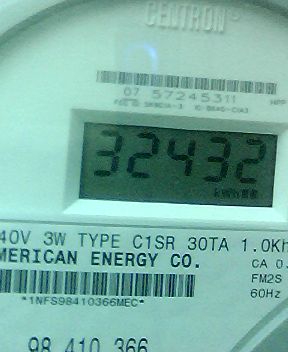 CENTRON®
07 57245311
32432
40V 3W TYPE C1SR 30TA 1.0Kh
MERICAN ENERGY CO.
CA 0.
FM2S
*1NFS98410366MEC*
60Hz
98 410 366